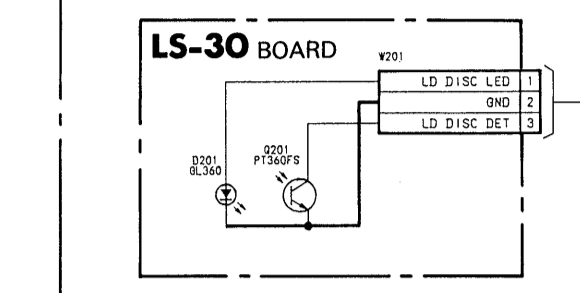 LS-30 BOARD
W201
LD DISC LED 1
GND 2
LD DISC DET 3
D201
GL360
Q201
PT360FS